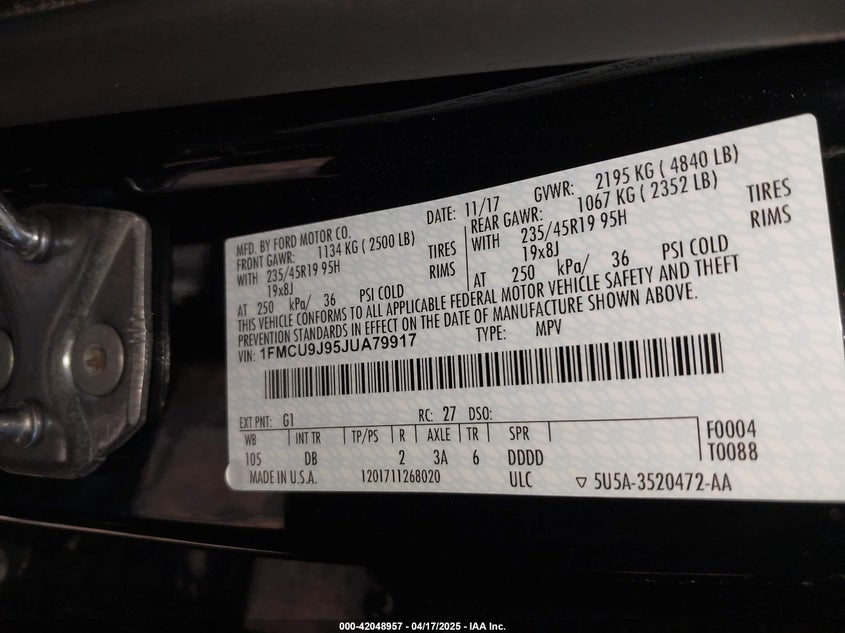 MFD. BY FORD MOTOR CO.
DATE: 11/17 GVWR: 2195 KG ( 4840 LB)
FRONT GAWR: 1134 KG ( 2500 LB)
REAR GAWR: 1067 KG ( 2352 LB)
WITH 235/45R19 95H TIRES
WITH 235/45R19 95H TIRES
19x8J RIMS
19x8J RIMS
AT 250 kPa/ 36 PSI COLD
AT 250 kPa/ 36 PSI COLD
THIS VEHICLE CONFORMS TO ALL APPLICABLE FEDERAL MOTOR VEHICLE SAFETY AND THEFT
PREVENTION STANDARDS IN EFFECT ON THE DATE OF MANUFACTURE SHOWN ABOVE.
VIN: 1FMCU9J95JUA79917 TYPE: MPV
EXT PNT: G1 RC: 27 DSO:
WB INT TR TP/PS R AXLE TR SPR F0004
105 DB 2 3A 6 DDDD T0088
MADE IN U.S.A. 1201711268020 ULC ▽ 5U5A-3520472-AA
000-42048957 - 04/17/2025 - IAA Inc.